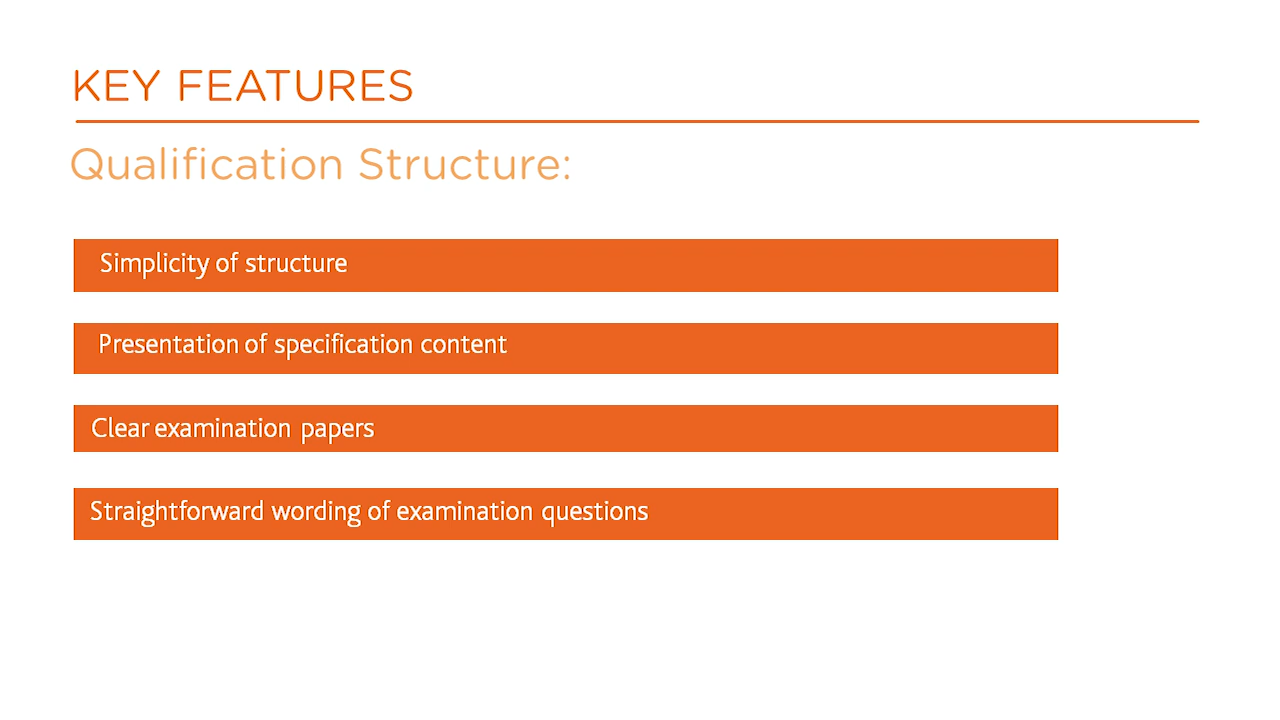 KEY FEATURES
Qualification Structure:
Simplicity of structure
Presentation of specification content
Clear examination papers
Straightforward wording of examination questions